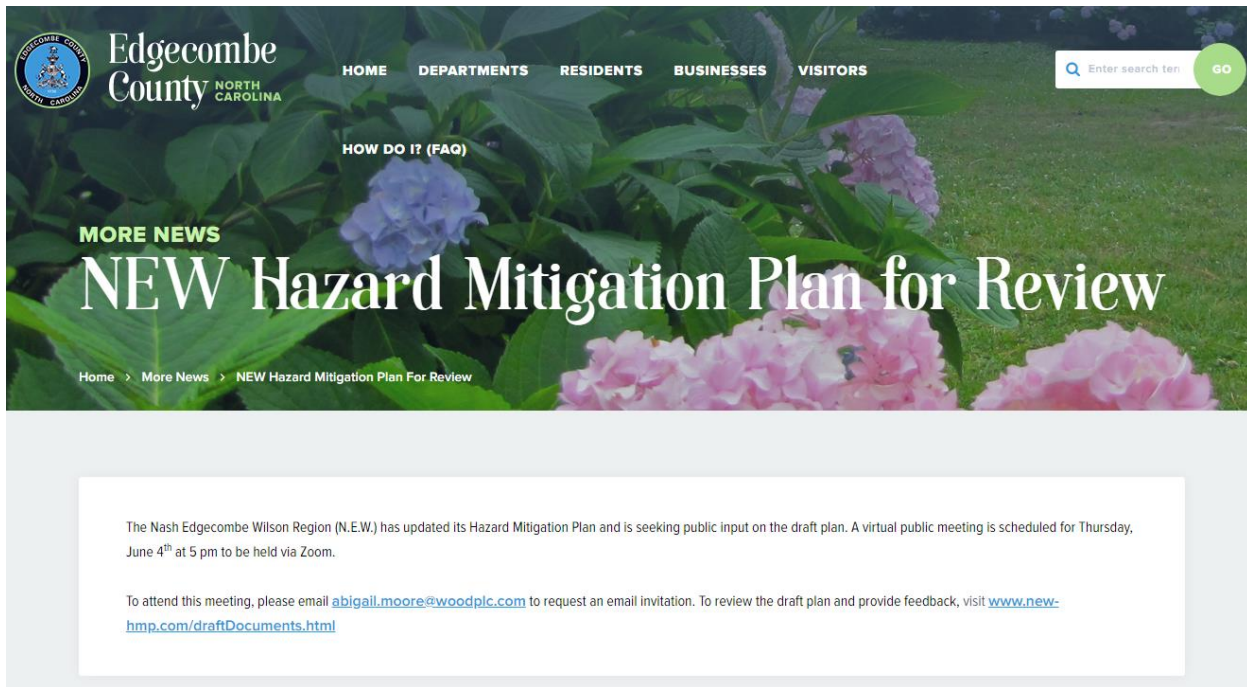 EDGECOMBE COUNTY
NORTH CAROLINA
Edgecombe
County NORTH CAROLINA
HOME DEPARTMENTS RESIDENTS BUSINESSES VISITORS
Enter search ter
GO
HOW DO I? (FAQ)
MORE NEWS
NEW Hazard Mitigation Plan for Review
Home > More News > NEW Hazard Mitigation Plan For Review
The Nash Edgecombe Wilson Region (N.E.W.) has updated its Hazard Mitigation Plan and is seeking public input on the draft plan. A virtual public meeting is scheduled for Thursday,
June 4th at 5 pm to be held via Zoom.
To attend this meeting, please email abigail.moore@woodplc.com to request an email invitation. To review the draft plan and provide feedback, visit www.new-
hmp.com/draftDocuments.html